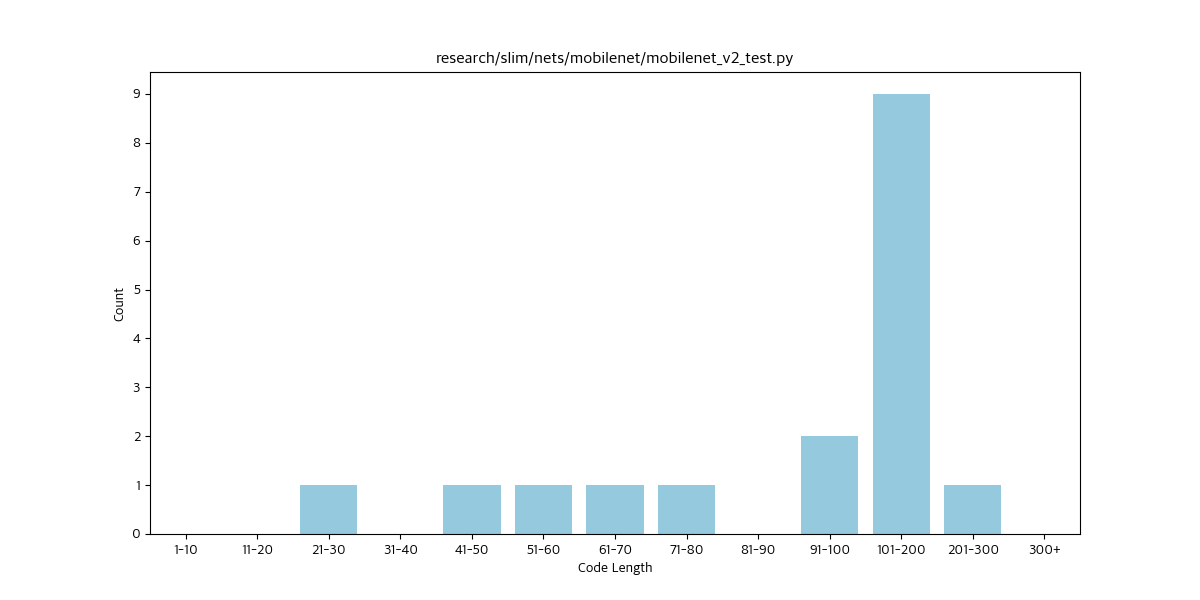 research/slim/nets/mobilenet/mobilenet_v2_test.py
9
8
7
6
5
4
3
2
1
0
Count
1-10 11-20 21-30 31-40 41-50 51-60 61-70 71-80 81-90 91-100 101-200 201-300 300+
Code Length